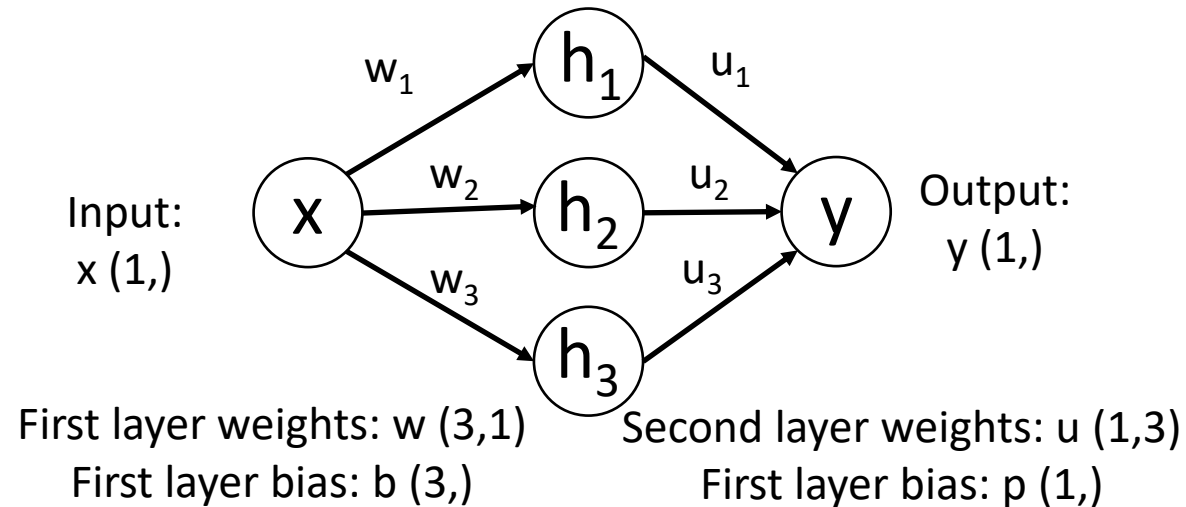 w₁
h₁
u₁
Input:
x (1,)
x
w₂
h₂
u₂
y
Output:
y (1,)
w₃
h₃
u₃
First layer weights: w (3,1)
First layer bias: b (3,)
Second layer weights: u (1,3)
First layer bias: p (1,)